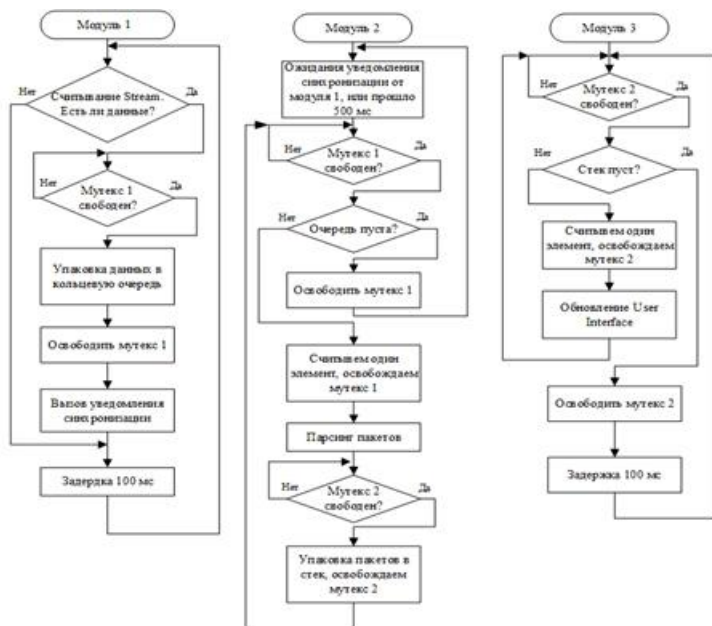 Модуль 1
Нет
Считывание Stream.
Есть ли данные?
Да
Нет
Мутекс 1
свободен?
Да
Упаковка данных в
кольцевую очередь
Освободить мутекс 1
Вызов уведомления
синхронизации
Задердка 100 мс
Модуль 2
Ожидания уведомления
синхронизации от
модуля 1, или прошло
500 мс
Нет
Мутекс 1
свободен?
Да
Нет
Очередь пуста?
Да
Освободить мутекс 1
Считывем один
элемент, освобождаем
мутекс 1
Парсинг пакетов
Нет
Мутекс 2
свободен?
Да
Упаковка пакетов в
стек, освобождаем
мутекс 2
Модуль 3
Нет
Мутекс 2
свободен?
Да
Нет
Стек пуст?
Да
Считывем один
элемент, освобождаем
мутекс 2
Обновление User
Interface
Освободить мутекс 2
Задержка 100 мс